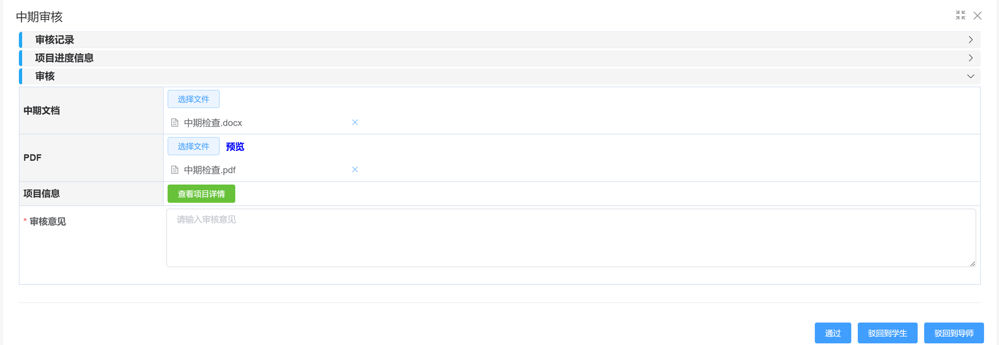 中期审核
审核记录
项目进度信息
审核
中期文档
选择文件
中期检查.docx
PDF
选择文件 预览
中期检查.pdf
项目信息
查看项目详情
* 审核意见
请输入审核意见
通过 驳回到学生 驳回到导师